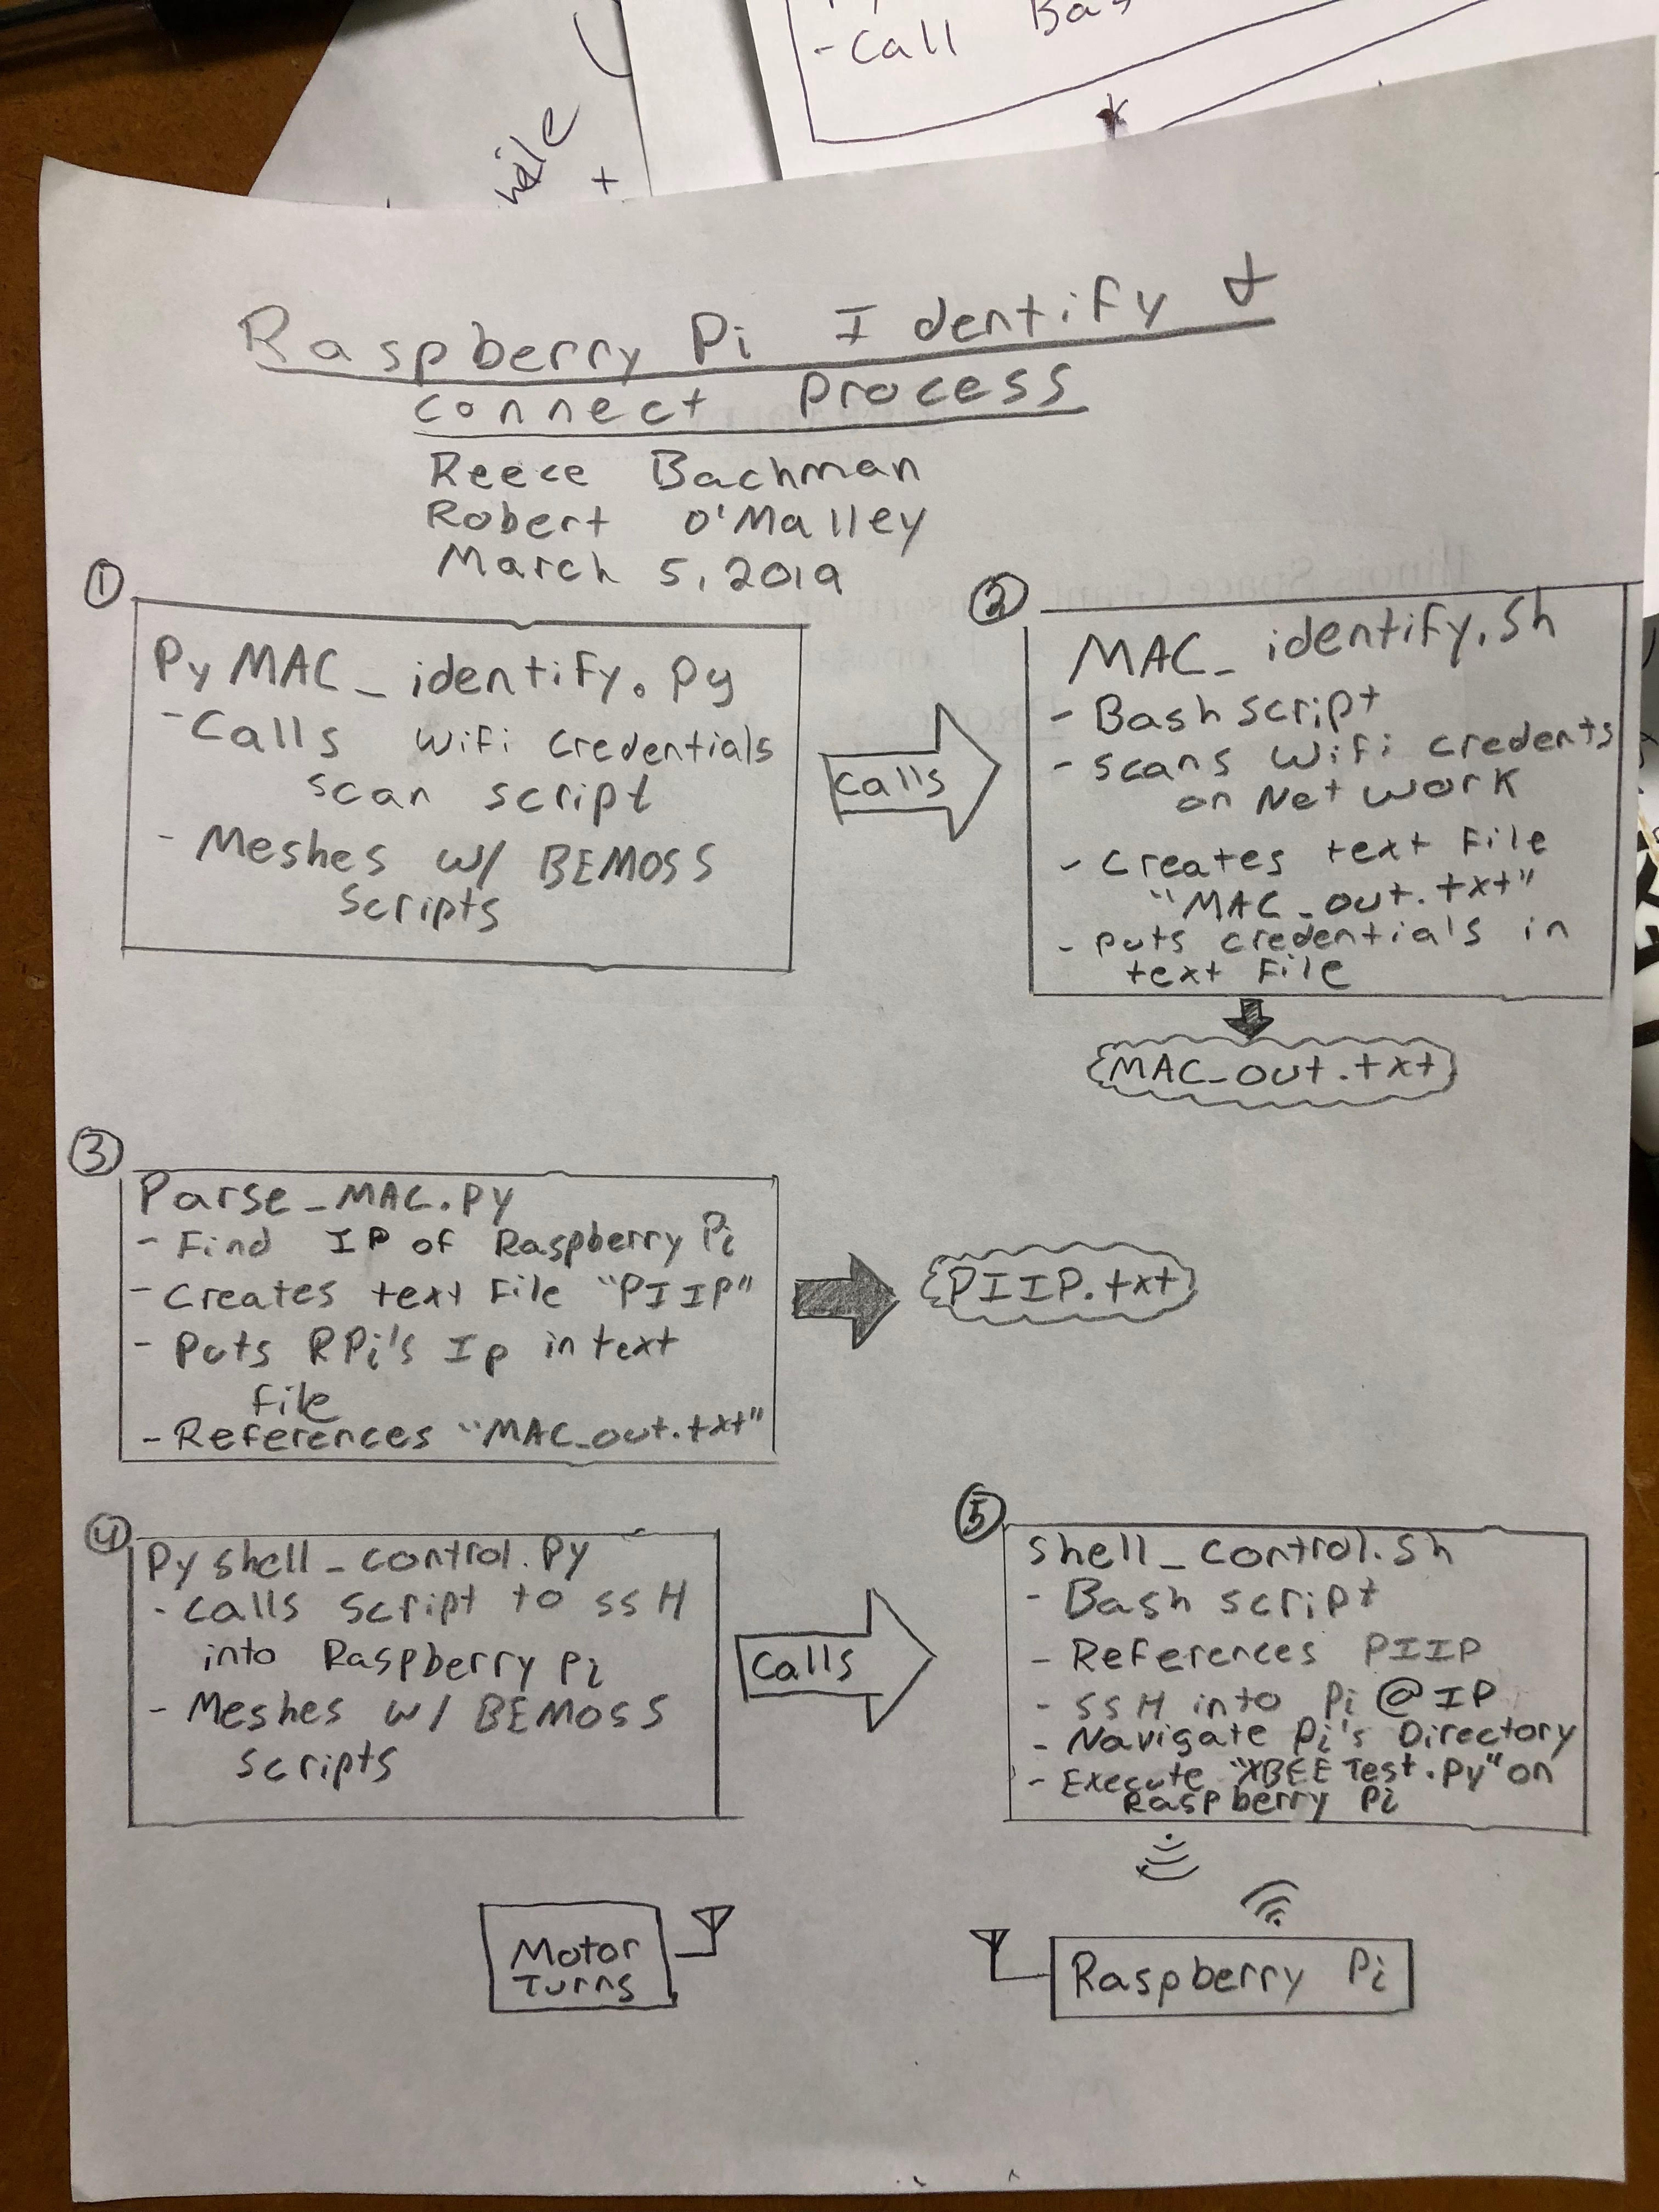 - Call Bas
+
Raspberry Pi Identify &
Connect Process
Reece Bachman
Robert O'Malley
March 5, 2019
1
PyMAC_identify.py
- Calls Wifi Credentials
scan script
- Meshes w/ BEMOSS
Scripts
Calls
2
MAC_identify.sh
- Bash script
- Scans Wifi credents
on Network
- Creates text File
"MAC_out.txt"
- puts credentials in
text File
MAC_out.txt
3
Parse_MAC.py
- Find IP of Raspberry Pi
- Creates text File "PIIP"
- Puts RPi's Ip in text
File
- References "MAC_out.txt"
PIIP.txt
4
Pyshell_control.Py
- Calls Script to SSH
into Raspberry Pi
- Meshes w/ BEMOSS
Scripts
Calls
5
Shell_control.sh
- Bash script
- References PIIP
- SSH into Pi @IP
- Navigate Pi's Directory
- Execute "XBEETest.Py" on
Raspberry Pi
Motor
Turns
Raspberry Pi